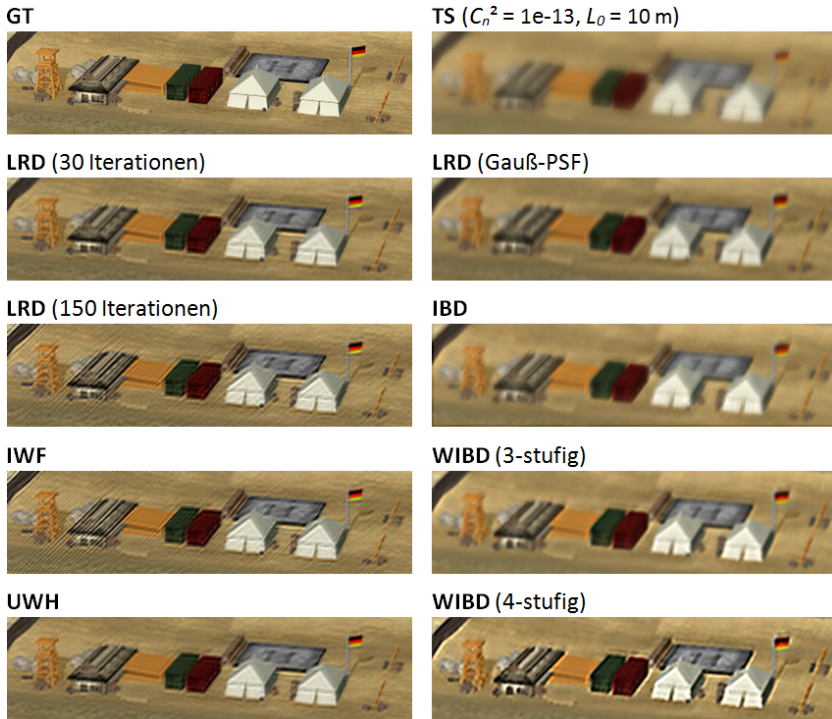 GT
TS (Cₙ² = 1e-13, L₀ = 10 m)
LRD (30 Iterationen)
LRD (Gauß-PSF)
LRD (150 Iterationen)
IBD
IWF
WIBD (3-stufig)
UWH
WIBD (4-stufig)